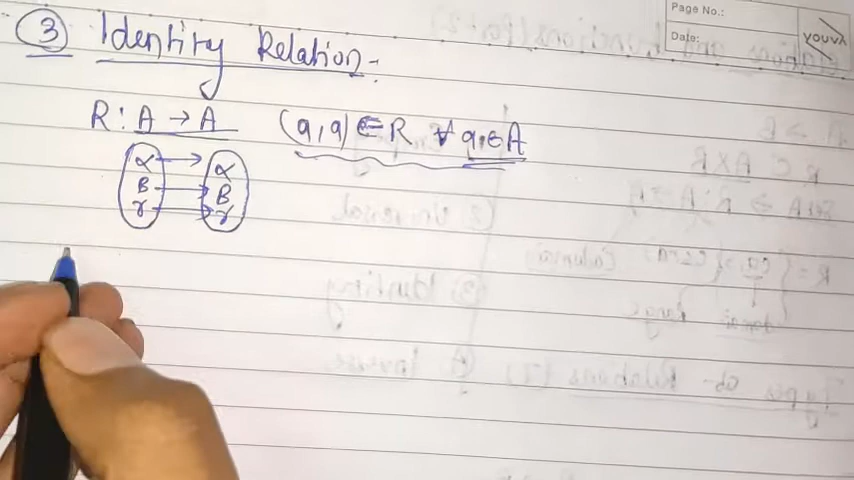 ③ Identity Relation-:
R : A → A (a, a) ∈ R ∀ a ∈ A
α → α
β → β
γ → γ
Page No.:
Date:
YOUVA